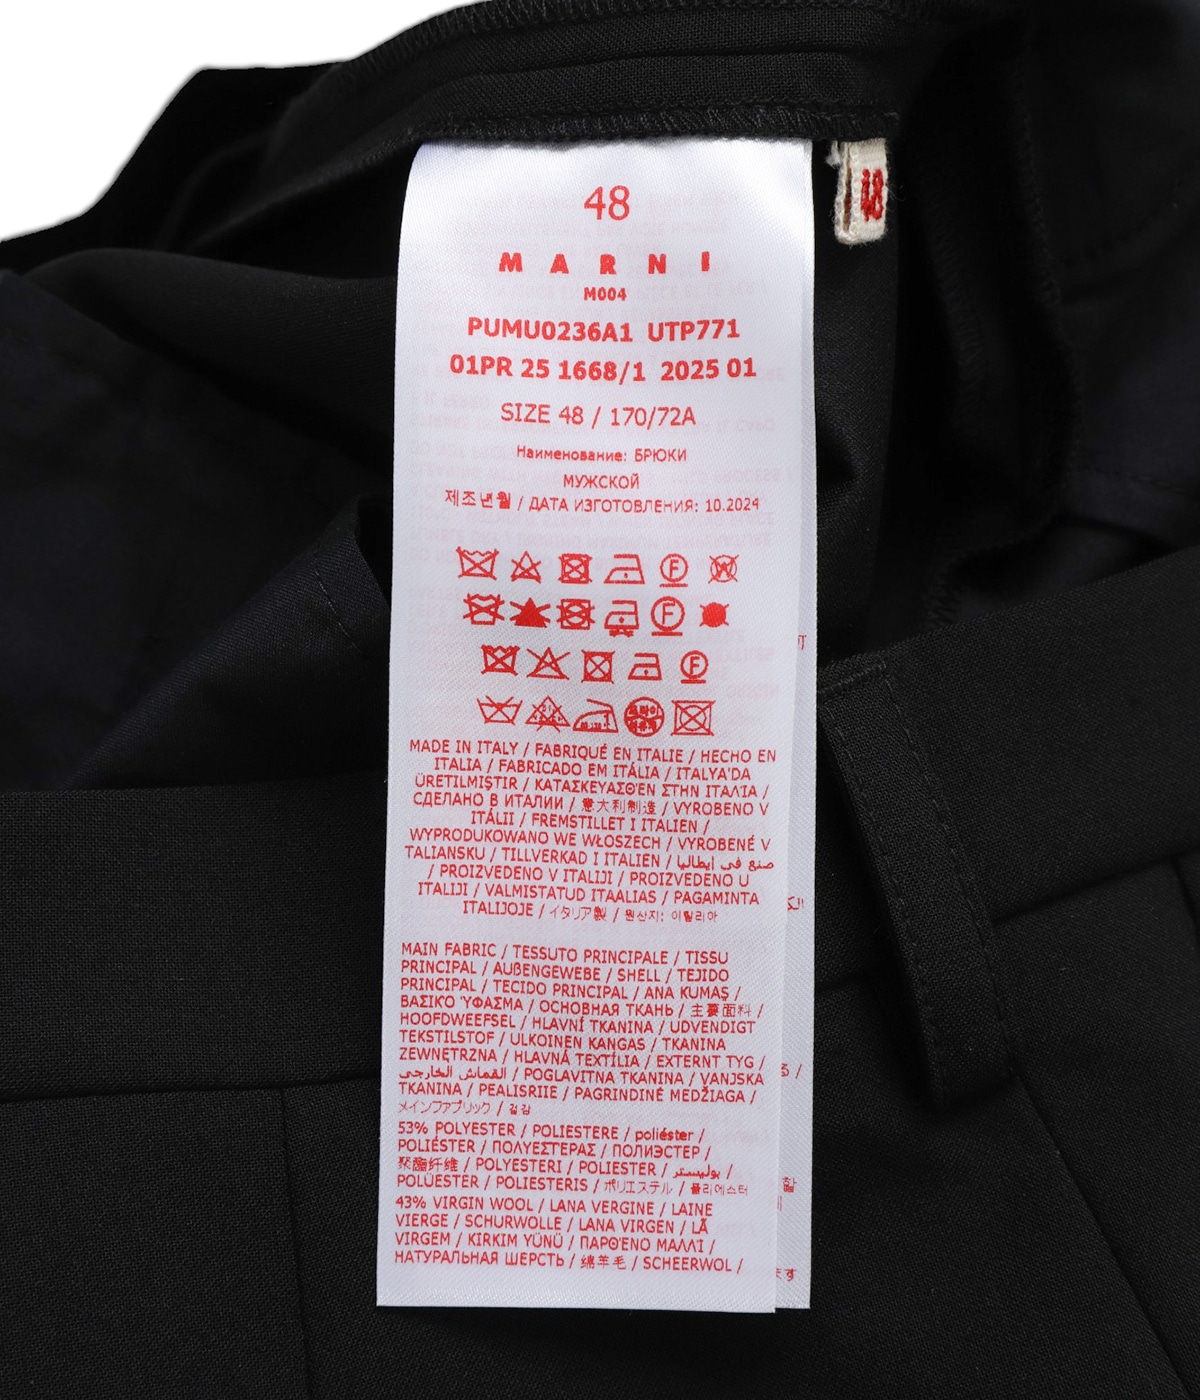 48
48
MARNI
M004
PUMU0236A1 UTP771
01PR 25 1668/1 2025 01
SIZE 48 / 170/72A
Наименование: БРЮКИ
МУЖСКОЙ
제조년월 / ДАТА ИЗГОТОВЛЕНИЯ: 10.2024
F W
F
F
MADE IN ITALY / FABRIQUÉ EN ITALIE / HECHO EN
ITALIA / FABRICADO EM ITÁLIA / ITALYA'DA
ÜRETILMIŞTIR / ΚΑΤΑΣΚΕΥΑΣΘ'ΕΝ ΣΤΗΝ ΙΤΑΛ'ΙΑ /
СДЕЛАНО В ИТАЛИИ / 意大利制造 / VYROBENO V
ITÁLII / FREMSTILLET I ITALIEN /
WYPRODUKOWANO WE WŁOSZECH / VYROBENÉ V
TALIANSKU / TILLVERKAD I ITALIEN / صنع في إيطاليا
/ PROIZVEDENO V ITALIJI / PROIZVEDENO U
ITALIJI / VALMISTATUD ITAALIAS / PAGAMINTA
ITALIJOJE / イタリア製 / 원산지: 이탈리아
MAIN FABRIC / TESSUTO PRINCIPALE / TISSU
PRINCIPAL / AUßENGEWEBE / SHELL / TEJIDO
PRINCIPAL / TECIDO PRINCIPAL / ANA KUMAŞ /
ΒΑΣΙΚΟ 'ΥΦΑΣΜΑ / ОСНОВНАЯ ТКАНЬ / 主要面料 /
HOOFDWEEFSEL / HLAVNÍ TKANINA / UDVENDIGT
TEKSTILSTOF / ULKOINEN KANGAS / TKANINA
ZEWNĘTRZNA / HLAVNÁ TEXTÍLIA / EXTERNT TYG /
القماش الخارجي / POGLAVITNA TKANINA / VANJSKA
TKANINA / PEALISRIIE / PAGRINDINĖ MEDŽIAGA /
メインファブリック / 겉감
53% POLYESTER / POLIESTERE / poliéster /
POLIÉSTER / ΠΟΛΥΕΣΤΕΡΑΣ / ПОЛИЭСТЕР /
聚酯纤维 / POLYESTERI / POLIESTER / بوليستر /
POLÜESTER / POLIESTERIS / ポリエステル / 폴리에스터
43% VIRGIN WOOL / LANA VERGINE / LAINE
VIERGE / SCHURWOLLE / LANA VIRGEN / LÃ
VIRGEM / KIRKIM YÜNÜ / ΠΑΡΘ'ΕΝΟ ΜΑΛΛΙ /
НАТУРАЛЬНАЯ ШЕРСТЬ / 绵羊毛 / SCHEERWOL /